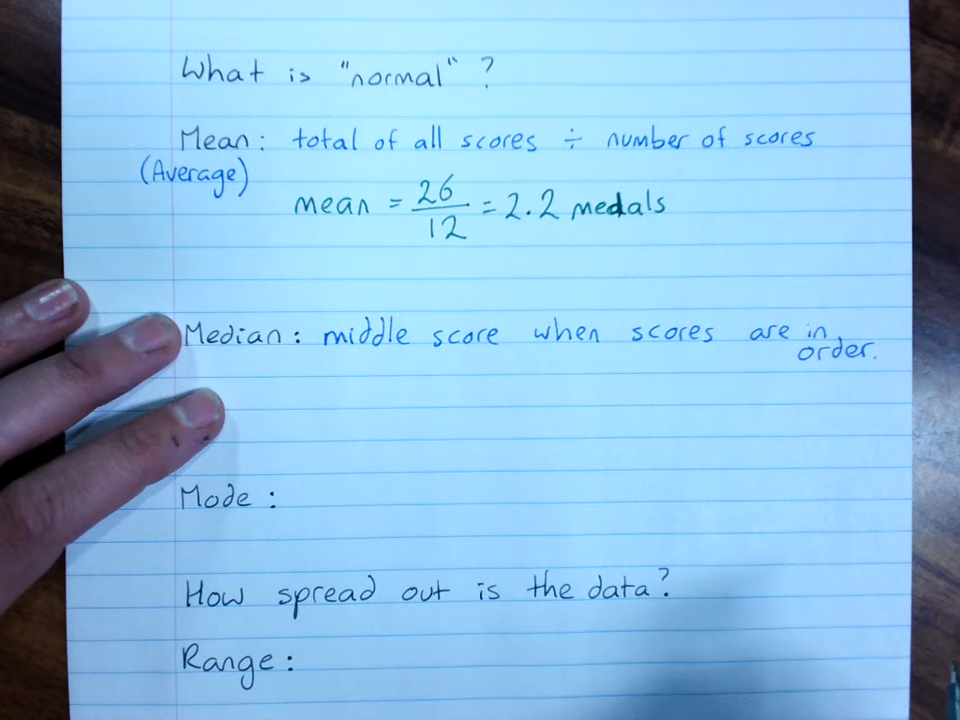 What is "normal" ?
Mean: total of all scores ÷ number of scores
(Average)
mean = 26/12 = 2.2 medals
Median: middle score when scores are in
order.
Mode:
How spread out is the data?
Range: